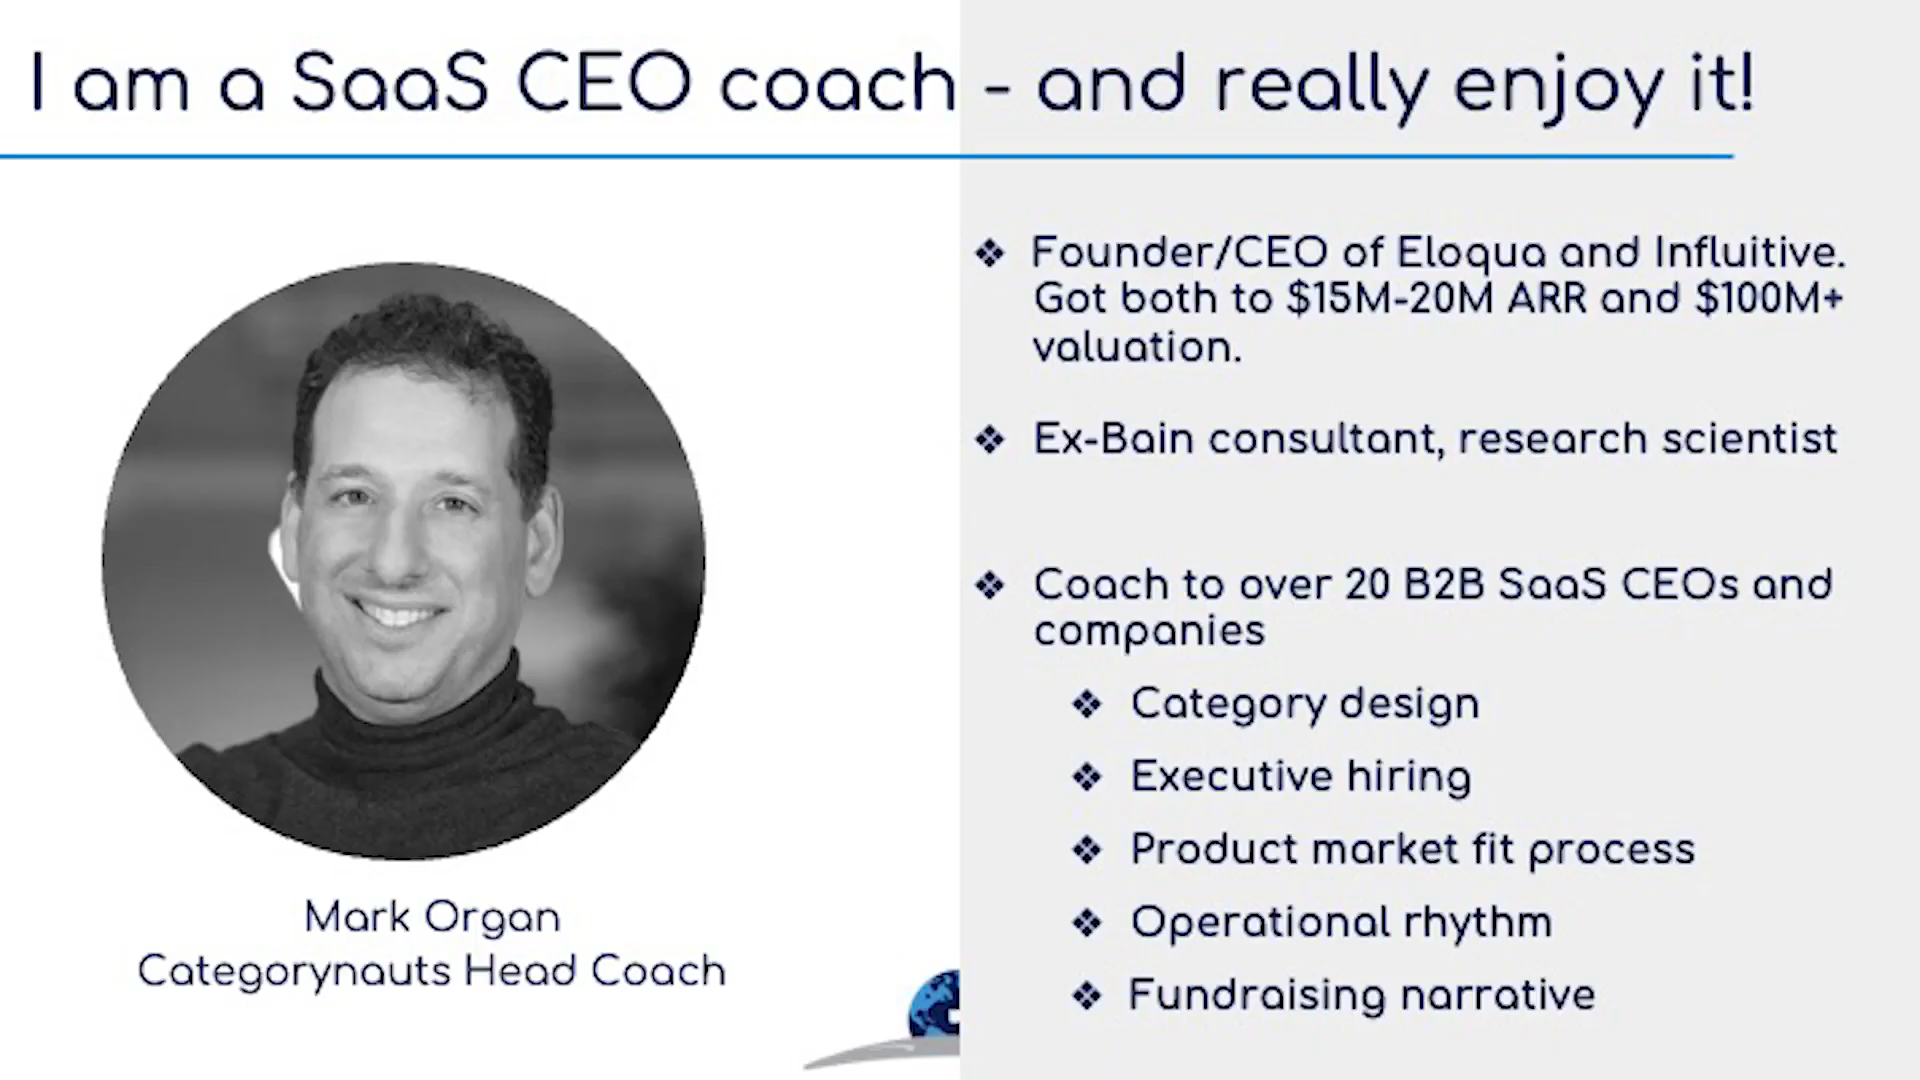 I am a SaaS CEO coach - and really enjoy it!
Mark Organ
Categorynauts Head Coach
❖ Founder/CEO of Eloqua and Influitive.
Got both to $15M-20M ARR and $100M+
valuation.
❖ Ex-Bain consultant, research scientist
❖ Coach to over 20 B2B SaaS CEOs and
companies
❖ Category design
❖ Executive hiring
❖ Product market fit process
❖ Operational rhythm
❖ Fundraising narrative